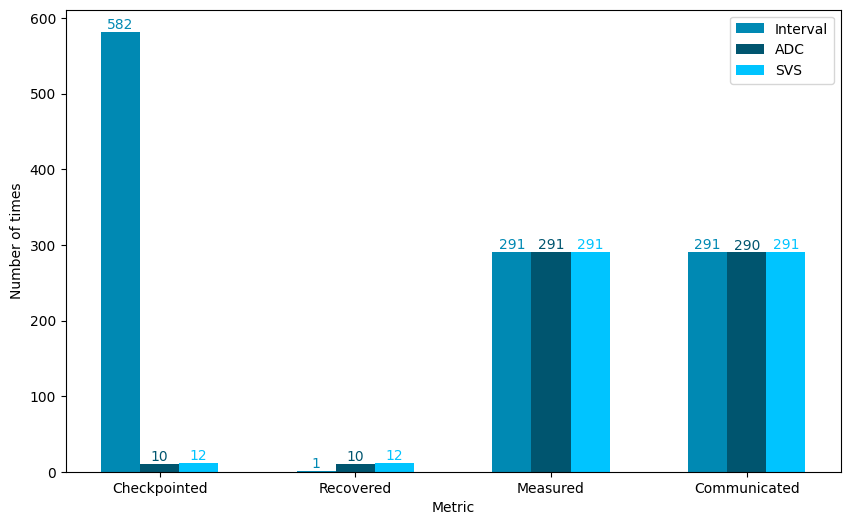 Number of times
600
500
400
300
200
100
0
582
10
12
1
10
12
291
291
291
291
290
291
Interval
ADC
SVS
Checkpointed
Recovered
Measured
Communicated
Metric